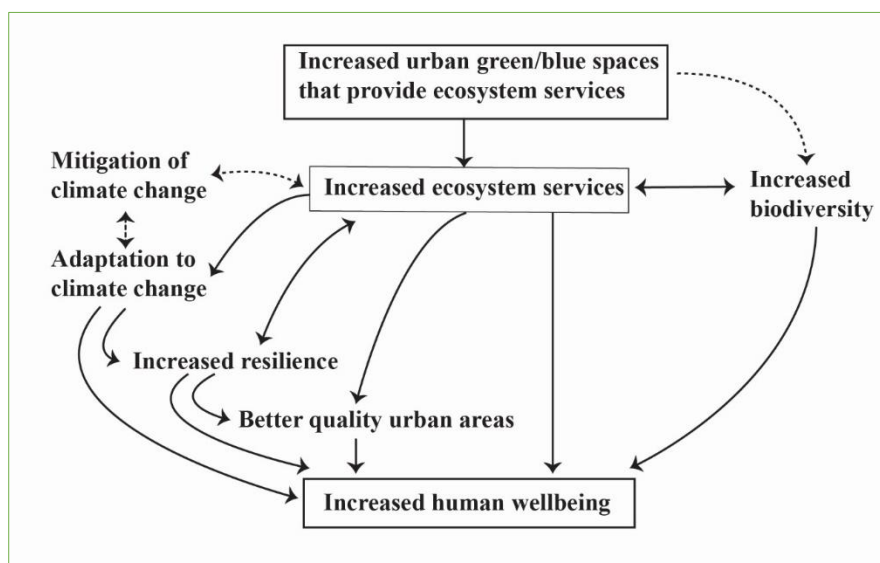 Increased urban green/blue spaces
that provide ecosystem services
Mitigation of
climate change
Increased ecosystem services
Increased
biodiversity
Adaptation to
climate change
Increased resilience
Better quality urban areas
Increased human wellbeing